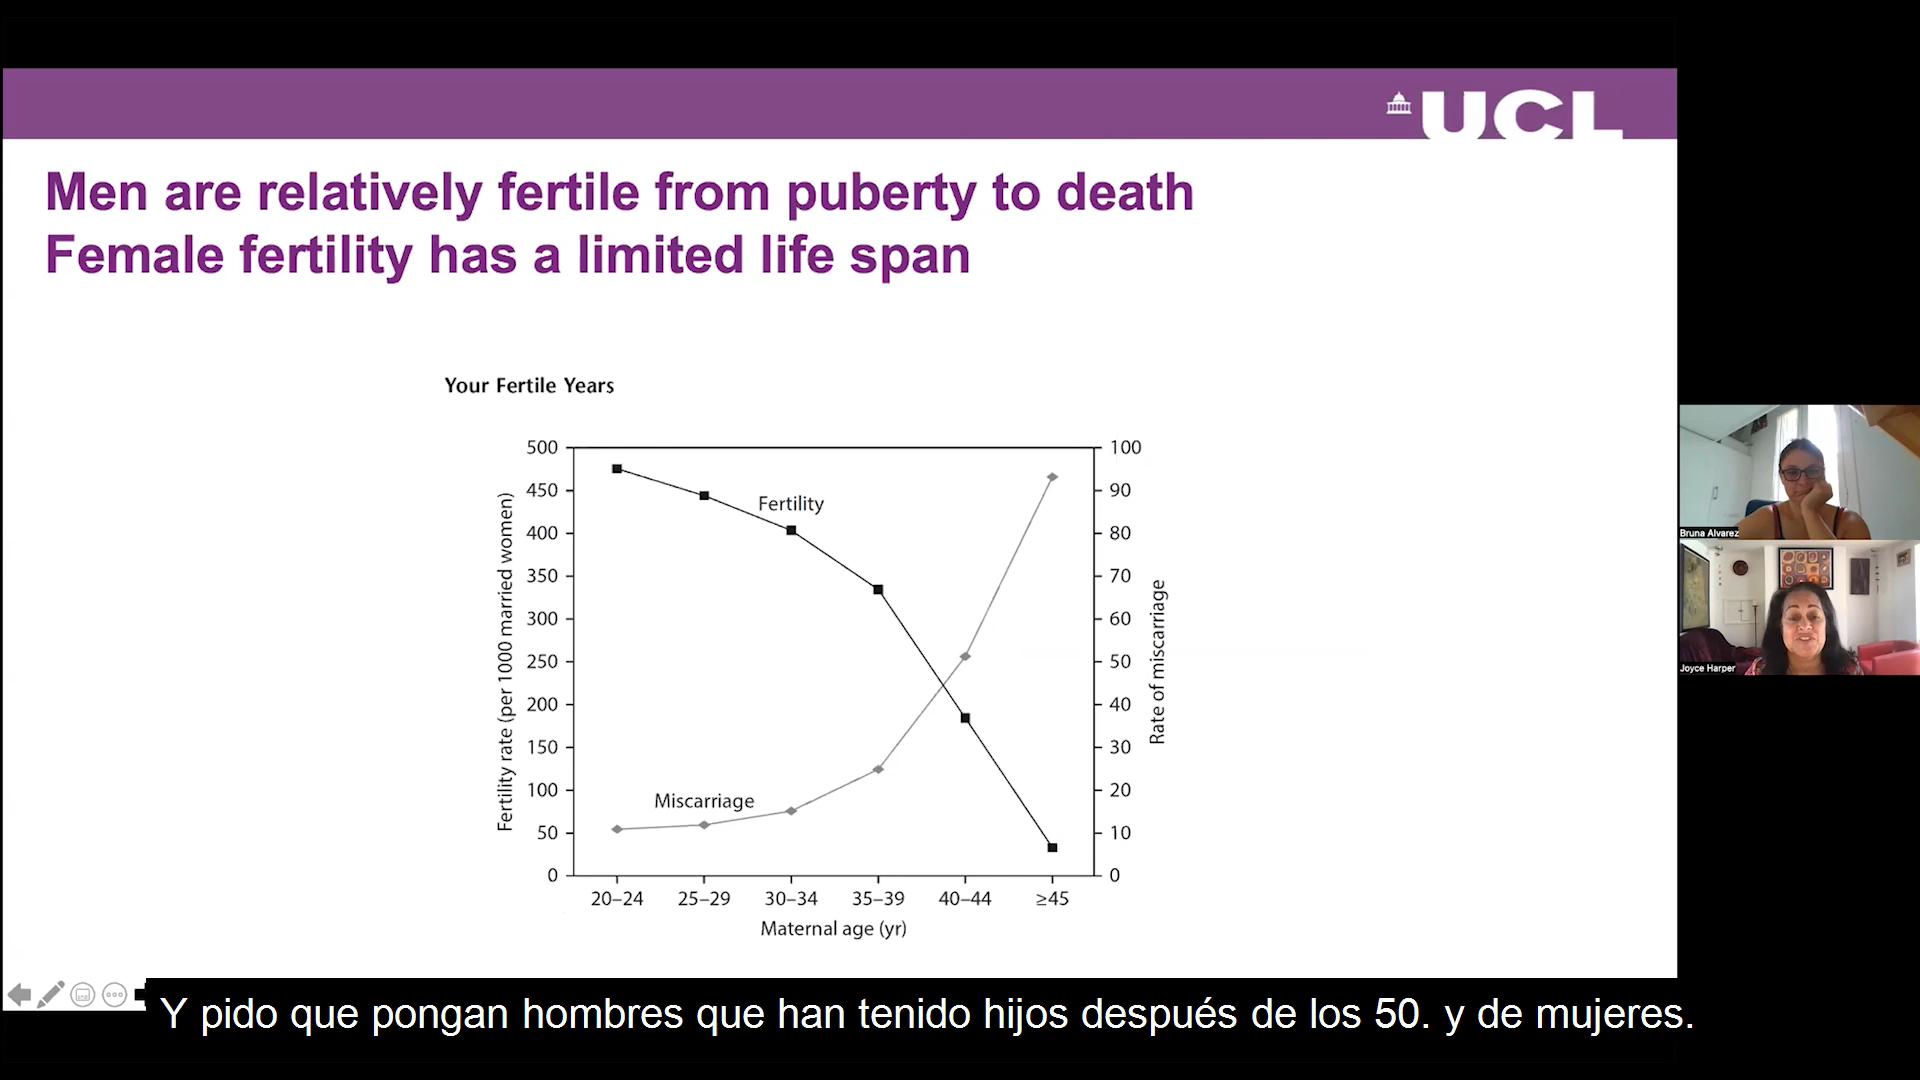 UCL
Men are relatively fertile from puberty to death
Female fertility has a limited life span
Your Fertile Years
500
450
400
350
300
250
200
150
100
50
0
Fertility rate (per 1000 married women)
Fertility
Miscarriage
100
90
80
70
60
50
40
30
20
10
0
Rate of miscarriage
20–24 25–29 30–34 35–39 40–44 ≥45
Maternal age (yr)
Bruna Alvarez
Joyce Harper
Y pido que pongan hombres que han tenido hijos después de los 50. y de mujeres.